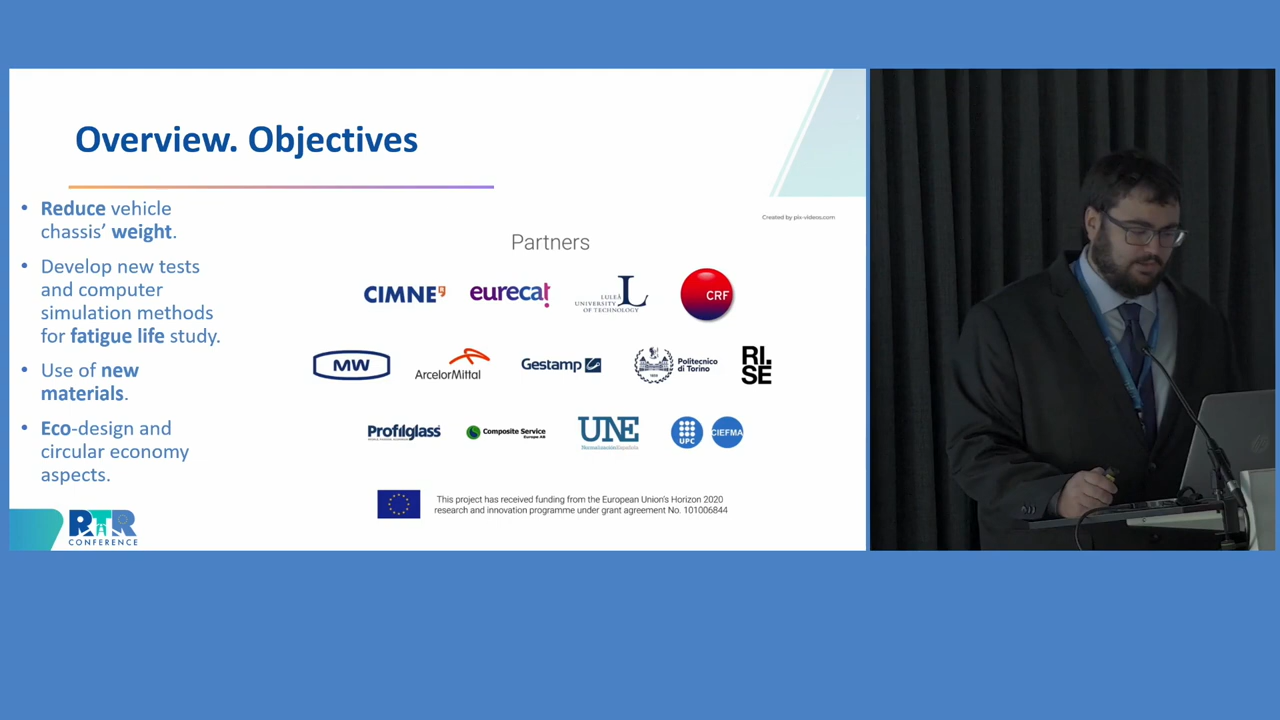 Overview. Objectives
• Reduce vehicle
chassis' weight.
• Develop new tests
and computer
simulation methods
for fatigue life study.
• Use of new
materials.
• Eco-design and
circular economy
aspects.
Created by pix-videos.com
Partners
CIMNE
eurecat
LULEÅ
UNIVERSITY
OF TECHNOLOGY
L
CRF
MW
ArcelorMittal
Gestamp
Politecnico
di Torino
RI.
SE
Profilglass
Composite Service
Europe AB
UNE
Normalización Española
UPC
CIEFMA
This project has received funding from the European Union's Horizon 2020
research and innovation programme under grant agreement No. 101006844
RTR
CONFERENCE